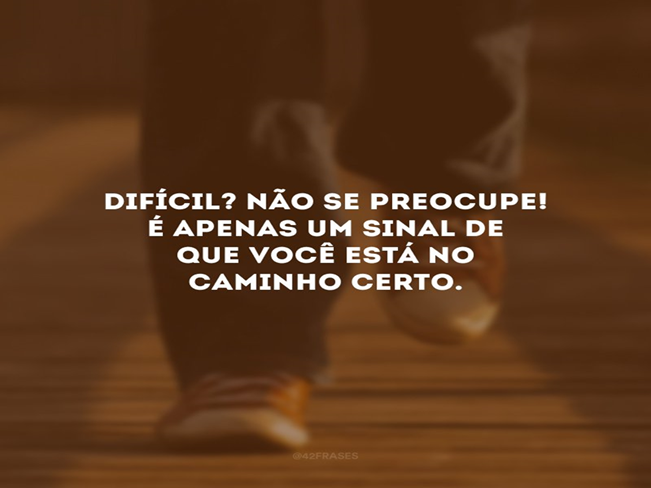 DIFÍCIL? NÃO SE PREOCUPE!
É APENAS UM SINAL DE
QUE VOCÊ ESTÁ NO
CAMINHO CERTO.
@42FRASES